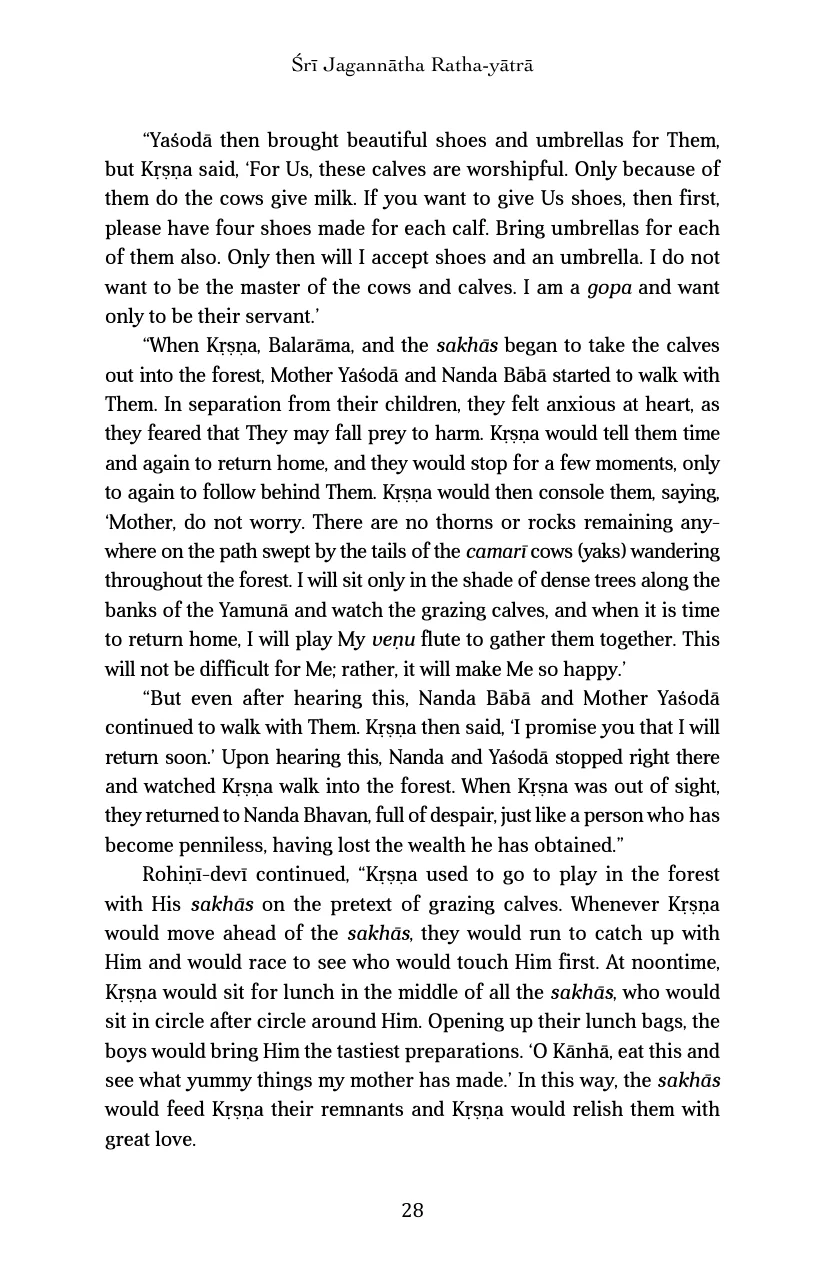 Śrī Jagannātha Ratha-yātrā
“Yaśodā then brought beautiful shoes and umbrellas for Them,
but Kṛṣṇa said, ‘For Us, these calves are worshipful. Only because of
them do the cows give milk. If you want to give Us shoes, then first,
please have four shoes made for each calf. Bring umbrellas for each
of them also. Only then will I accept shoes and an umbrella. I do not
want to be the master of the cows and calves. I am a gopa and want
only to be their servant.’
“When Kṛṣṇa, Balarāma, and the sakhās began to take the calves
out into the forest, Mother Yaśodā and Nanda Bābā started to walk with
Them. In separation from their children, they felt anxious at heart, as
they feared that They may fall prey to harm. Kṛṣṇa would tell them time
and again to return home, and they would stop for a few moments, only
to again to follow behind Them. Kṛṣṇa would then console them, saying,
‘Mother, do not worry. There are no thorns or rocks remaining any-
where on the path swept by the tails of the camarī cows (yaks) wandering
throughout the forest. I will sit only in the shade of dense trees along the
banks of the Yamunā and watch the grazing calves, and when it is time
to return home, I will play My veṇu flute to gather them together. This
will not be difficult for Me; rather, it will make Me so happy.’
“But even after hearing this, Nanda Bābā and Mother Yaśodā
continued to walk with Them. Kṛṣṇa then said, ‘I promise you that I will
return soon.’ Upon hearing this, Nanda and Yaśodā stopped right there
and watched Kṛṣṇa walk into the forest. When Kṛṣna was out of sight,
they returned to Nanda Bhavan, full of despair, just like a person who has
become penniless, having lost the wealth he has obtained.”
Rohiṇī-devī continued, “Kṛṣṇa used to go to play in the forest
with His sakhās on the pretext of grazing calves. Whenever Kṛṣṇa
would move ahead of the sakhās, they would run to catch up with
Him and would race to see who would touch Him first. At noontime,
Kṛṣṇa would sit for lunch in the middle of all the sakhās, who would
sit in circle after circle around Him. Opening up their lunch bags, the
boys would bring Him the tastiest preparations. ‘O Kānhā, eat this and
see what yummy things my mother has made.’ In this way, the sakhās
would feed Kṛṣṇa their remnants and Kṛṣṇa would relish them with
great love.
28